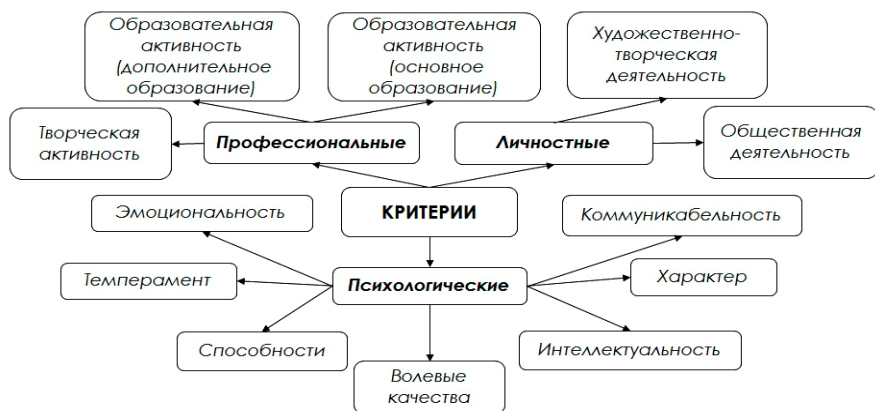 Образовательная
активность
(дополнительное
образование)
Образовательная
активность
(основное
образование)
Художественно-
творческая
деятельность
Творческая
активность
Профессиональные
Личностные
Общественная
деятельность
Эмоциональность
КРИТЕРИИ
Коммуникабельность
Темперамент
Психологические
Характер
Способности
Волевые
качества
Интеллектуальность